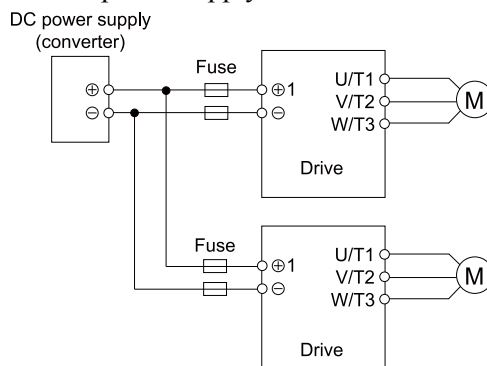 DC power supply
(converter)
⊕
⊖
Fuse
⊕1
⊖
U/T1
V/T2
W/T3
M
Drive
Fuse
⊕1
⊖
U/T1
V/T2
W/T3
M
Drive